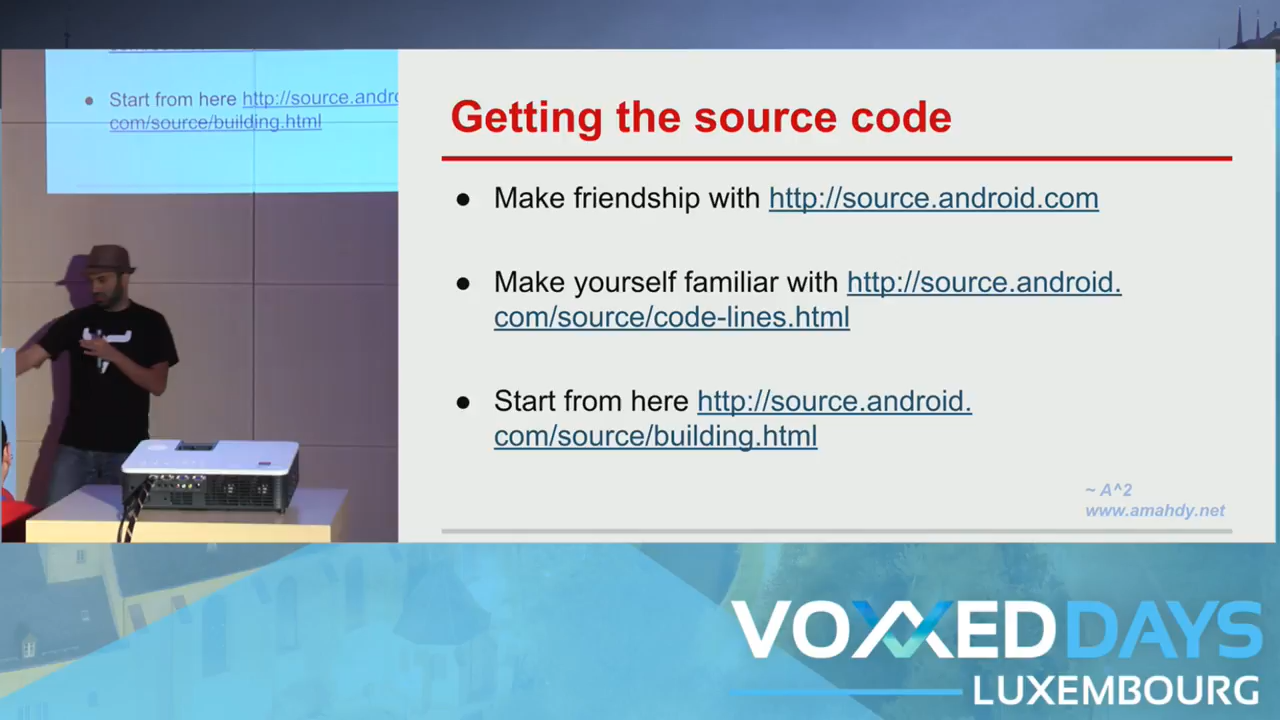 Start from here http://source.andro
com/source/building.html
Getting the source code
Make friendship with http://source.android.com
Make yourself familiar with http://source.android.
com/source/code-lines.html
Start from here http://source.android.
com/source/building.html
~ A^2
www.amahdy.net
VOXXED DAYS
LUXEMBOURG